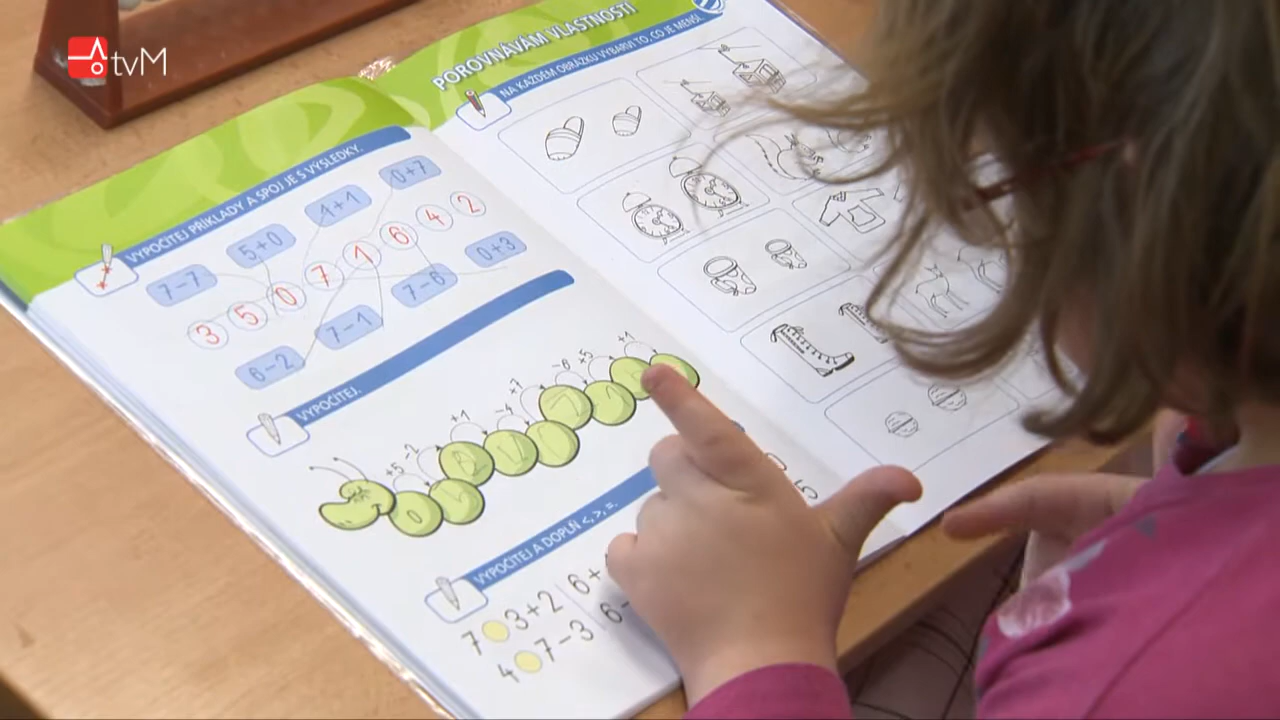 tvM
VYPOČÍTEJ PŘÍKLADY A SPOJ JE S VÝSLEDKY.
7-7 5+0 1+1 0+7
3 5 0 7 1 6 4 2
6-2 7-1 7-6 0+3
VYPOČÍTEJ.
+5 -2 +1 -4 +7 -6 +5 +1
0
VYPOČÍTEJ A DOPLŇ <, >, =.
7 3+2 6+
4 7-3 6-
POROVNÁVÁM VLASTNOSTI
NA KAŽDÉM OBRÁZKU VYBARVI TO, CO JE MENŠÍ.